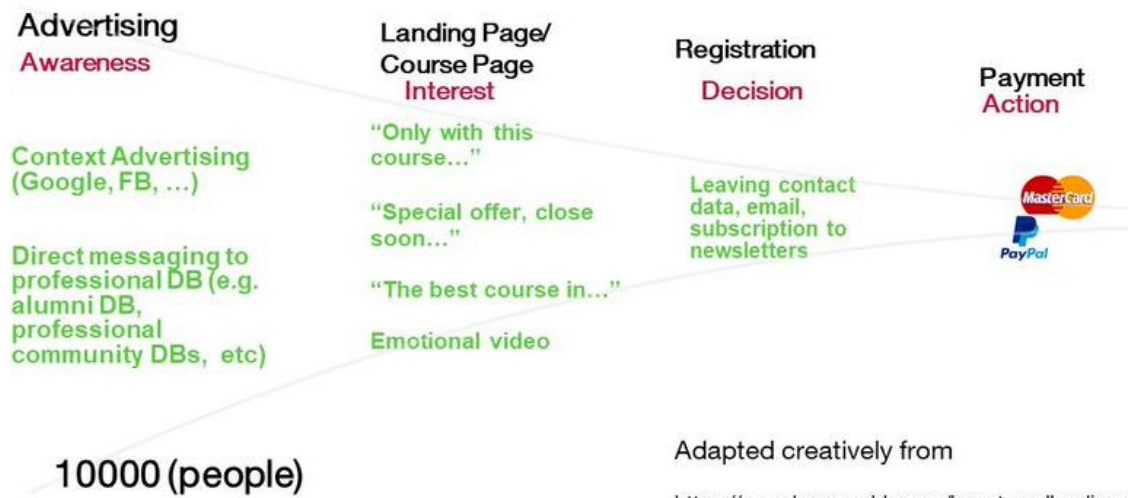 Advertising
Awareness
Context Advertising
(Google, FB, ...)
Direct messaging to
professional DB (e.g.
alumni DB,
professional
community DBs, etc)
10000 (people)
Landing Page/
Course Page
Interest
“Only with this
course...”
“Special offer, close
soon...”
“The best course in...”
Emotional video
Registration
Decision
Leaving contact
data, email,
subscription to
newsletters
Payment
Action
MasterCard
PayPal
Adapted creatively from